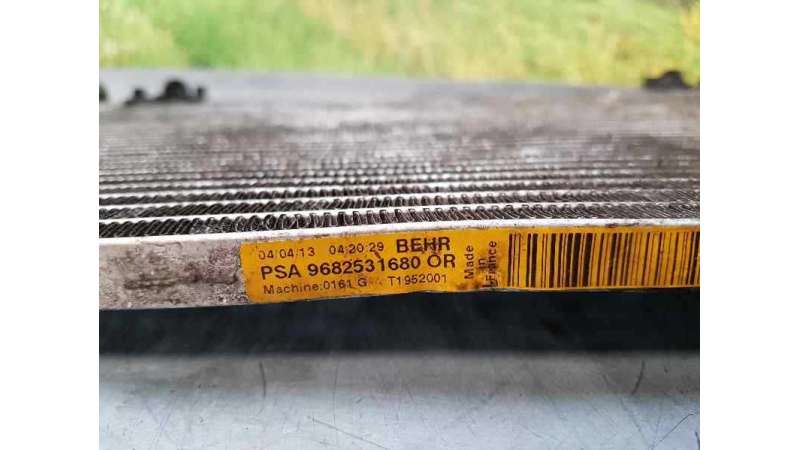 04/04/13 04:20:29 BEHR
PSA 9682531680 OR
Machine:0161 G T1952001
Made
in
France